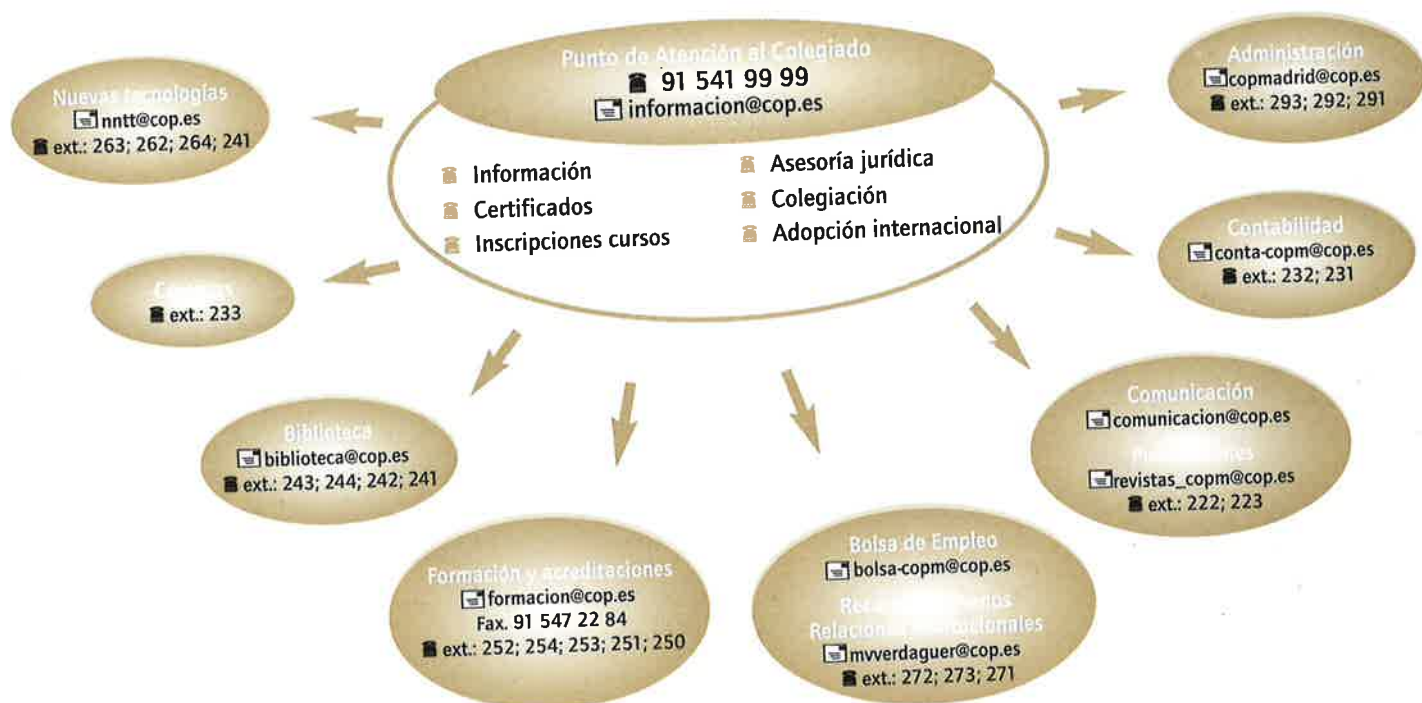 Punto de Atención al Colegiado
91 541 99 99
informacion@cop.es
Información
Certificados
Inscripciones cursos
Asesoría jurídica
Colegiación
Adopción internacional
Nuevas tecnologías
nntt@cop.es
ext.: 263; 262; 264; 241
ext.: 233
Biblioteca
biblioteca@cop.es
ext.: 243; 244; 242; 241
Formación y acreditaciones
formacion@cop.es
Fax. 91 547 22 84
ext.: 252; 254; 253; 251; 250
Bolsa de Empleo
bolsa-copm@cop.es
Relaciones Institucionales
mvverdaguer@cop.es
ext.: 272; 273; 271
Comunicación
comunicacion@cop.es
revistas_copm@cop.es
ext.: 222; 223
Contabilidad
conta-copm@cop.es
ext.: 232; 231
Administración
copmadrid@cop.es
ext.: 293; 292; 291